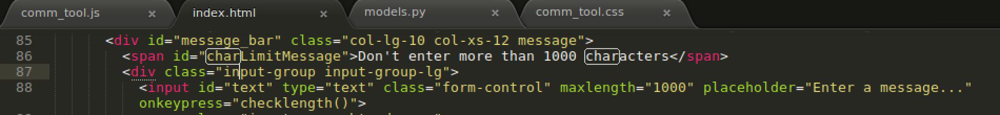 comm_tool.js × index.html × models.py × comm_tool.css ×
85 <div id="message_bar" class="col-lg-10 col-xs-12 message">
86 <span id="charLimitMessage">Don't enter more than 1000 characters</span>
87 <div class="input-group input-group-lg">
88 <input id="text" type="text" class="form-control" maxlength="1000" placeholder="Enter a message..."
onkeypress="checklength()">